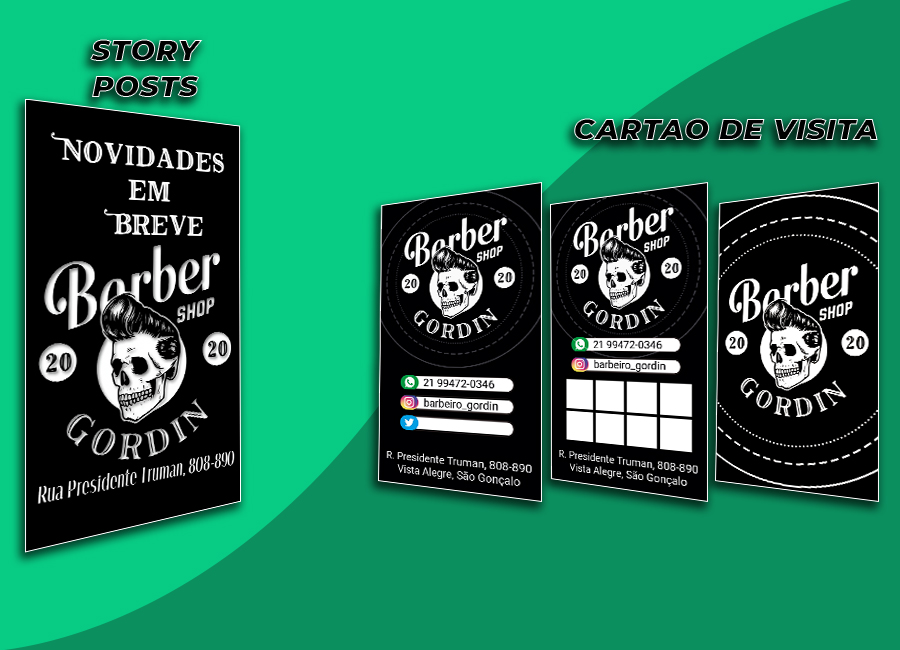 STORY
POSTS
NOVIDADES
EM
BREVE
Barber
SHOP
20
20
GORDIN
Rua Presidente Truman, 808-890
CARTAO DE VISITA
Barber
SHOP
20
20
GORDIN
21 99472-0346
barbeiro_gordin
R. Presidente Truman, 808-890
Vista Alegre, São Gonçalo
Barber
SHOP
20
20
GORDIN
21 99472-0346
barbeiro_gordin
R. Presidente Truman, 808-890
Vista Alegre, São Gonçalo
Barber
SHOP
20
20
GORDIN